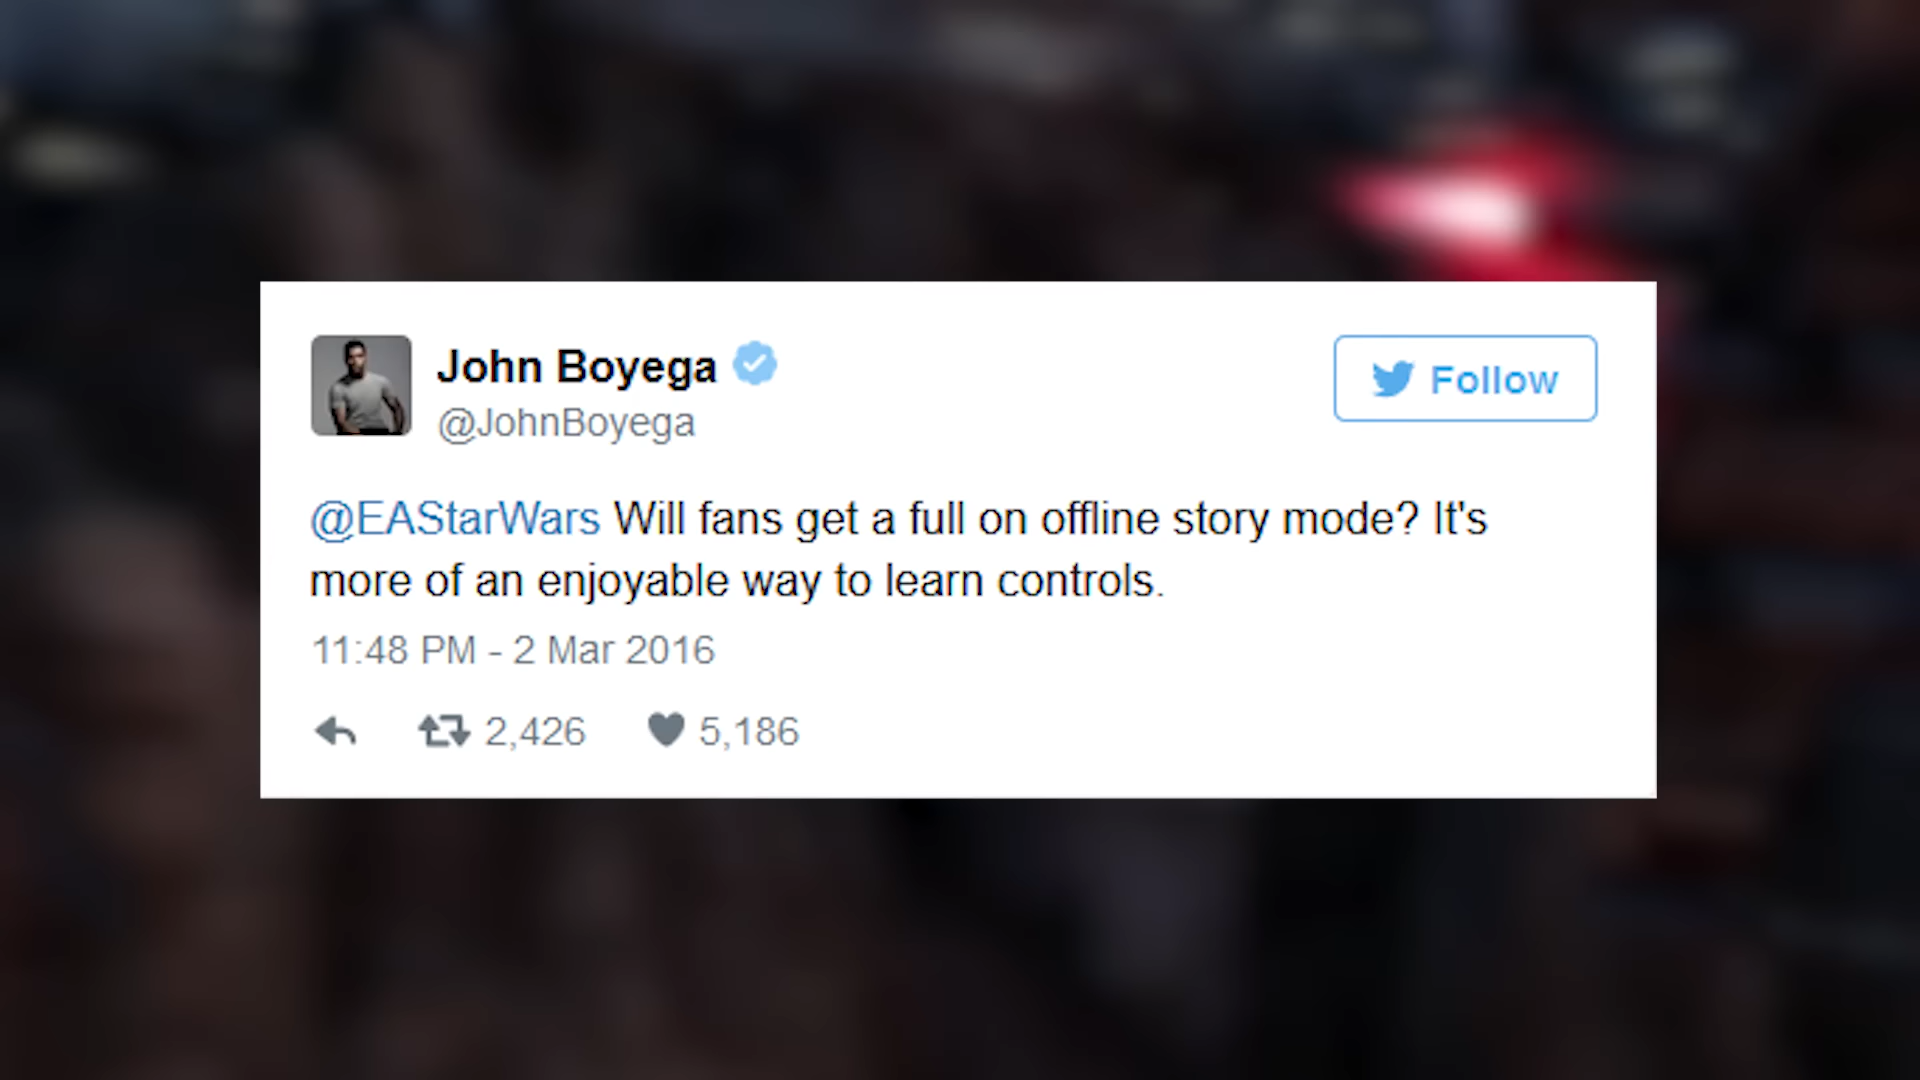 John Boyega
@JohnBoyega
Follow
@EAStarWars Will fans get a full on offline story mode? It's
more of an enjoyable way to learn controls.
11:48 PM - 2 Mar 2016
2,426 5,186